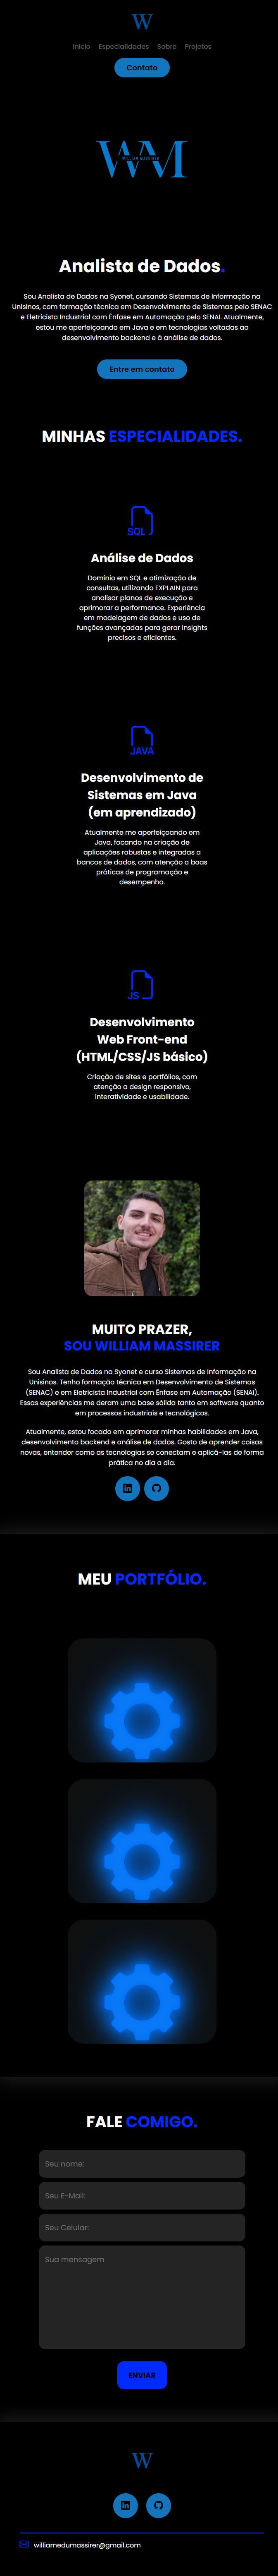 W
Início Especialidades Sobre Projetos
Contato
WM
WILLIAM MASSIRER
Analista de Dados.
Sou Analista de Dados na Syonet, cursando Sistemas de Informação na
Unisinos, com formação técnica em Desenvolvimento de Sistemas pelo SENAC
e Eletricista Industrial com Ênfase em Automação pelo SENAI. Atualmente,
estou me aperfeiçoando em Java e em tecnologias voltadas ao
desenvolvimento backend e à análise de dados.
Entre em contato
MINHAS ESPECIALIDADES.
SQL
Análise de Dados
Domínio em SQL e otimização de
consultas, utilizando EXPLAIN para
analisar planos de execução e
aprimorar a performance. Experiência
em modelagem de dados e uso de
funções avançadas para gerar insights
precisos e eficientes.
JAVA
Desenvolvimento de
Sistemas em Java
(em aprendizado)
Atualmente me aperfeiçoando em
Java, focando na criação de
aplicações robustas e integradas a
bancos de dados, com atenção a boas
práticas de programação e
desempenho.
JS
Desenvolvimento
Web Front-end
(HTML/CSS/JS básico)
Criação de sites e portfólios, com
atenção a design responsivo,
interatividade e usabilidade.
MUITO PRAZER,
SOU WILLIAM MASSIRER
Sou Analista de Dados na Syonet e curso Sistemas de Informação na
Unisinos. Tenho formação técnica em Desenvolvimento de Sistemas
(SENAC) e em Eletricista Industrial com Ênfase em Automação (SENAI).
Essas experiências me deram uma base sólida tanto em software quanto
em processos industriais e tecnológicos.
Atualmente, estou focado em aprimorar minhas habilidades em Java,
desenvolvimento backend e análise de dados. Gosto de aprender coisas
novas, entender como as tecnologias se conectam e aplicá-las de forma
prática no dia a dia.
MEU PORTFÓLIO.
FALE COMIGO.
Seu nome:
Seu E-Mail:
Seu Celular:
Sua mensagem
ENVIAR
W
williamedumassirer@gmail.com